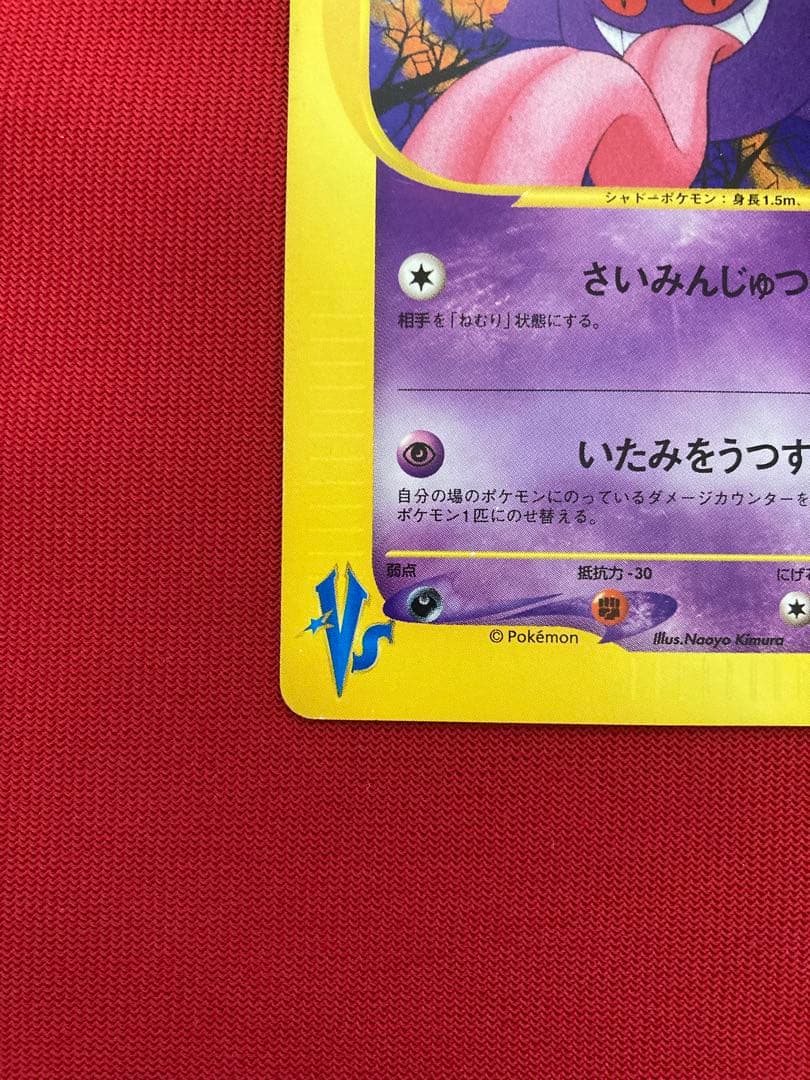 シャドーポケモン：身長1.5m、
さいみんじゅつ
相手を「ねむり」状態にする。
いたみをうつす
自分の場のポケモンにのっているダメージカウンターを
ポケモン1匹にのせ替える。
弱点
抵抗力 -30
にげ
VS
© Pokémon
Illus.Naoyo Kimura